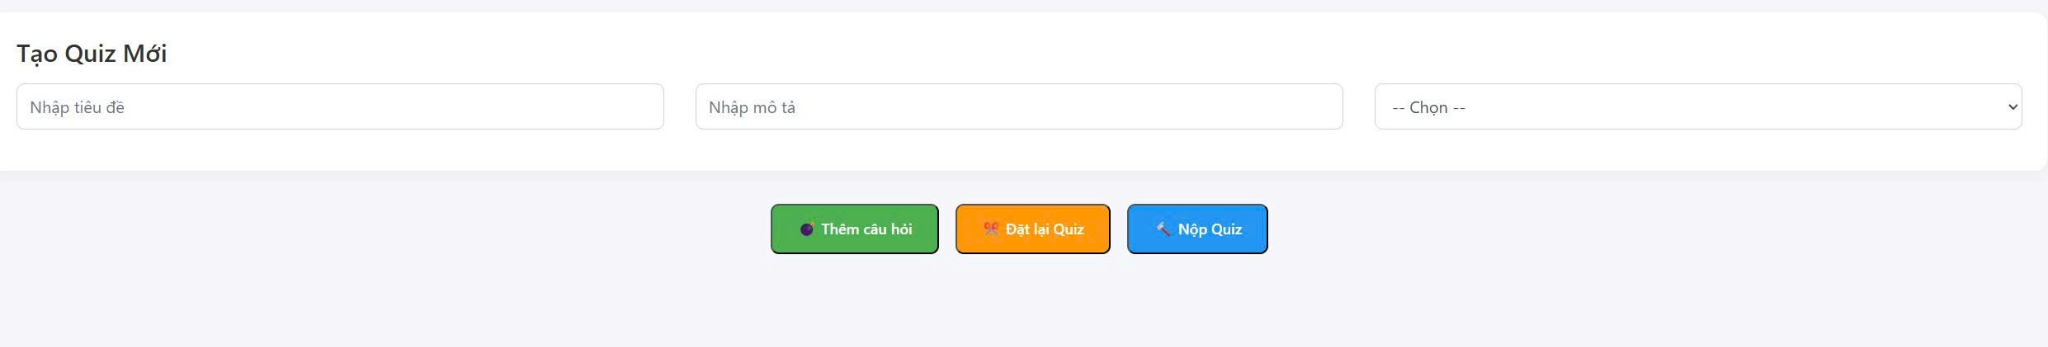 Tạo Quiz Mới
Nhập tiêu đề
Nhập mô tả
-- Chọn --
Thêm câu hỏi
Đặt lại Quiz
Nộp Quiz